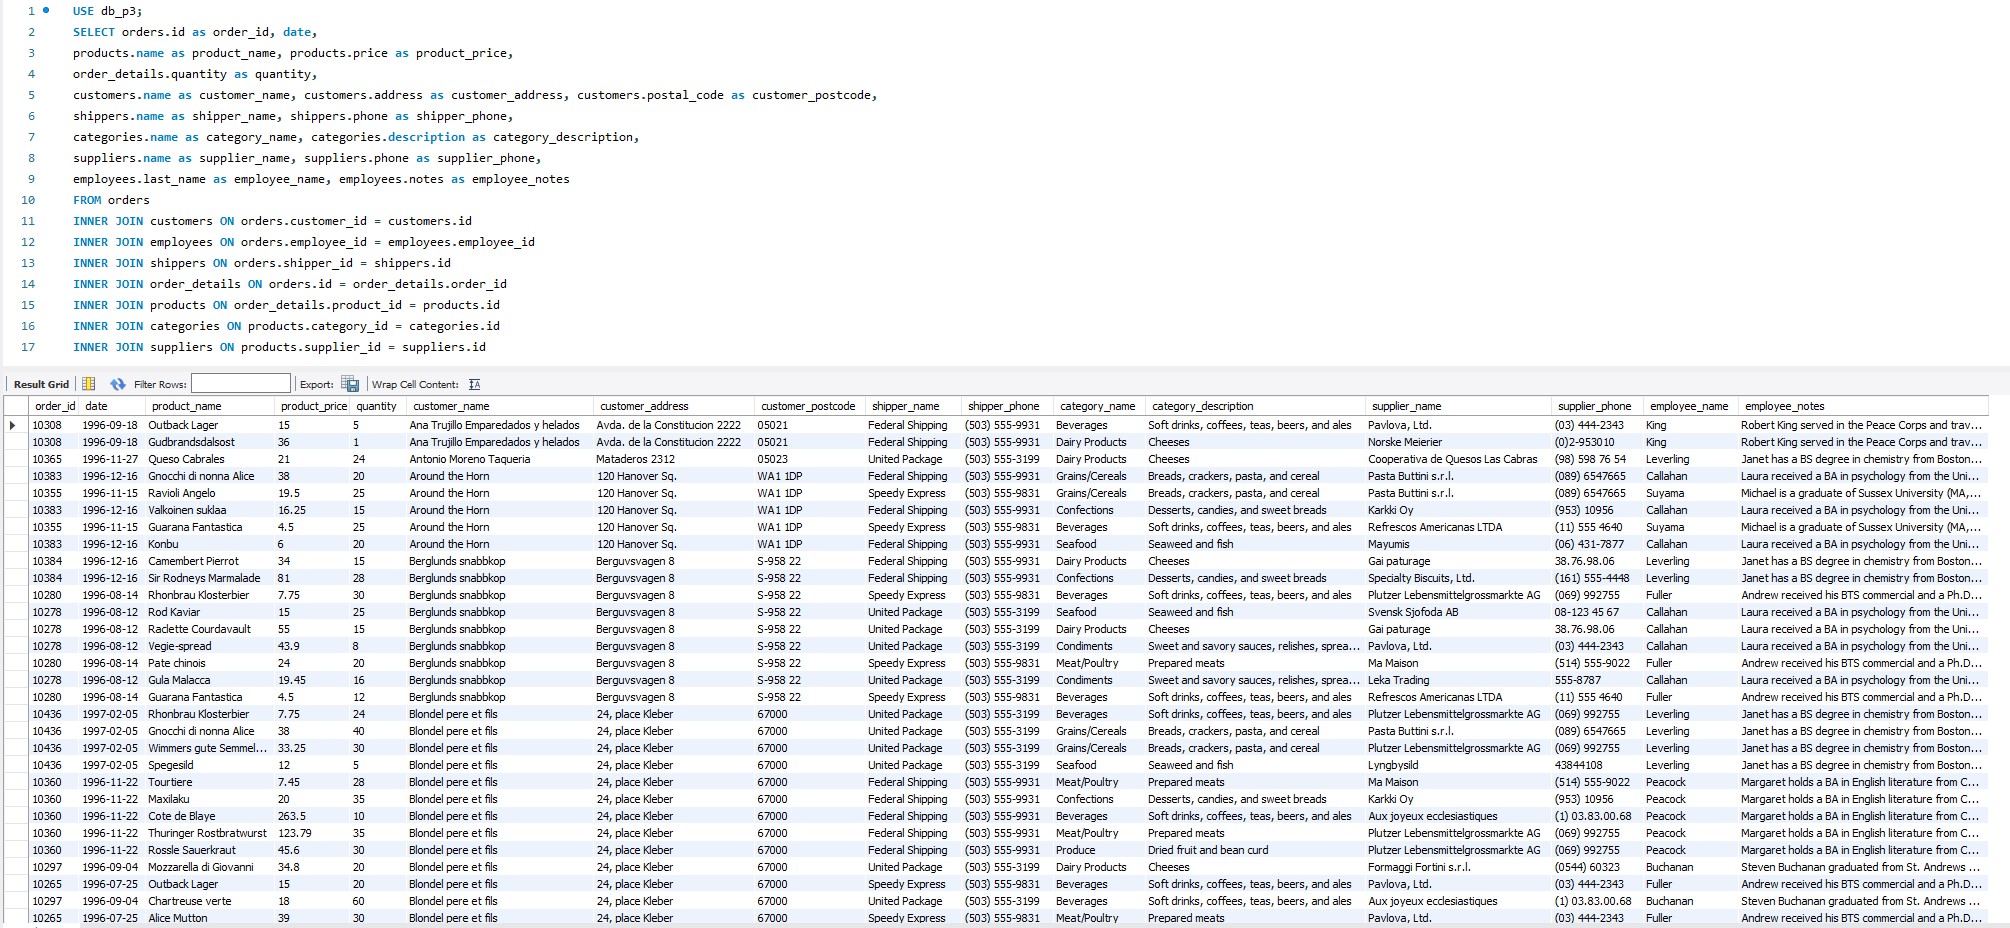 1 USE db_p3;
2 SELECT orders.id as order_id, date,
3 products.name as product_name, products.price as product_price,
4 order_details.quantity as quantity,
5 customers.name as customer_name, customers.address as customer_address, customers.postal_code as customer_postcode,
6 shippers.name as shipper_name, shippers.phone as shipper_phone,
7 categories.name as category_name, categories.description as category_description,
8 suppliers.name as supplier_name, suppliers.phone as supplier_phone,
9 employees.last_name as employee_name, employees.notes as employee_notes
10 FROM orders
11 INNER JOIN customers ON orders.customer_id = customers.id
12 INNER JOIN employees ON orders.employee_id = employees.employee_id
13 INNER JOIN shippers ON orders.shipper_id = shippers.id
14 INNER JOIN order_details ON orders.id = order_details.order_id
15 INNER JOIN products ON order_details.product_id = products.id
16 INNER JOIN categories ON products.category_id = categories.id
17 INNER JOIN suppliers ON products.supplier_id = suppliers.id
Result Grid Filter Rows: Export: Wrap Cell Content:
order_id date product_name product_price quantity customer_name customer_address customer_postcode shipper_name shipper_phone category_name category_description supplier_name supplier_phone employee_name employee_notes
10308 1996-09-18 Outback Lager 15 5 Ana Trujillo Emparedados y helados Avda. de la Constitucion 2222 05021 Federal Shipping (503) 555-9931 Beverages Soft drinks, coffees, teas, beers, and ales Pavlova, Ltd. (03) 444-2343 King Robert King served in the Peace Corps and trav...
10308 1996-09-18 Gudbrandsdalsost 36 1 Ana Trujillo Emparedados y helados Avda. de la Constitucion 2222 05021 Federal Shipping (503) 555-9931 Dairy Products Cheeses Norske Meierier (0)2-953010 King Robert King served in the Peace Corps and trav...
10365 1996-11-27 Queso Cabrales 21 24 Antonio Moreno Taqueria Mataderos 2312 05023 United Package (503) 555-3199 Dairy Products Cheeses Cooperativa de Quesos Las Cabras (98) 598 76 54 Leverling Janet has a BS degree in chemistry from Boston...
10383 1996-12-16 Gnocchi di nonna Alice 38 20 Around the Horn 120 Hanover Sq. WA1 1DP Federal Shipping (503) 555-9931 Grains/Cereals Breads, crackers, pasta, and cereal Pasta Buttini s.r.l. (089) 6547665 Callahan Laura received a BA in psychology from the Uni...
10355 1996-11-15 Ravioli Angelo 19.5 25 Around the Horn 120 Hanover Sq. WA1 1DP Speedy Express (503) 555-9831 Grains/Cereals Breads, crackers, pasta, and cereal Pasta Buttini s.r.l. (089) 6547665 Suyama Michael is a graduate of Sussex University (MA,...
10383 1996-12-16 Valkoinen suklaa 16.25 15 Around the Horn 120 Hanover Sq. WA1 1DP Federal Shipping (503) 555-9931 Confections Desserts, candies, and sweet breads Karkki Oy (953) 10956 Callahan Laura received a BA in psychology from the Uni...
10355 1996-11-15 Guarana Fantastica 4.5 25 Around the Horn 120 Hanover Sq. WA1 1DP Speedy Express (503) 555-9831 Beverages Soft drinks, coffees, teas, beers, and ales Refrescos Americanas LTDA (11) 555 4640 Suyama Michael is a graduate of Sussex University (MA,...
10383 1996-12-16 Konbu 6 20 Around the Horn 120 Hanover Sq. WA1 1DP Federal Shipping (503) 555-9931 Seafood Seaweed and fish Mayumis (06) 431-7877 Callahan Laura received a BA in psychology from the Uni...
10384 1996-12-16 Camembert Pierrot 34 15 Berglunds snabbkop Berguvsvagen 8 S-958 22 Federal Shipping (503) 555-9931 Dairy Products Cheeses Gai paturage 38.76.98.06 Leverling Janet has a BS degree in chemistry from Boston...
10384 1996-12-16 Sir Rodneys Marmalade 81 28 Berglunds snabbkop Berguvsvagen 8 S-958 22 Federal Shipping (503) 555-9931 Confections Desserts, candies, and sweet breads Specialty Biscuits, Ltd. (161) 555-4448 Leverling Janet has a BS degree in chemistry from Boston...
10280 1996-08-14 Rhonbrau Klosterbier 7.75 30 Berglunds snabbkop Berguvsvagen 8 S-958 22 Speedy Express (503) 555-9831 Beverages Soft drinks, coffees, teas, beers, and ales Plutzer Lebensmittelgrossmarkte AG (069) 992755 Fuller Andrew received his BTS commercial and a Ph.D...
10278 1996-08-12 Rod Kaviar 15 25 Berglunds snabbkop Berguvsvagen 8 S-958 22 United Package (503) 555-3199 Seafood Seaweed and fish Svensk Sjofoda AB 08-123 45 67 Callahan Laura received a BA in psychology from the Uni...
10278 1996-08-12 Raclette Courdavault 55 15 Berglunds snabbkop Berguvsvagen 8 S-958 22 United Package (503) 555-3199 Dairy Products Cheeses Gai paturage 38.76.98.06 Callahan Laura received a BA in psychology from the Uni...
10278 1996-08-12 Vegie-spread 43.9 8 Berglunds snabbkop Berguvsvagen 8 S-958 22 United Package (503) 555-3199 Condiments Sweet and savory sauces, relishes, sprea... Pavlova, Ltd. (03) 444-2343 Callahan Laura received a BA in psychology from the Uni...
10280 1996-08-14 Pate chinois 24 20 Berglunds snabbkop Berguvsvagen 8 S-958 22 Speedy Express (503) 555-9831 Meat/Poultry Prepared meats Ma Maison (514) 555-9022 Fuller Andrew received his BTS commercial and a Ph.D...
10278 1996-08-12 Gula Malacca 19.45 16 Berglunds snabbkop Berguvsvagen 8 S-958 22 United Package (503) 555-3199 Condiments Sweet and savory sauces, relishes, sprea... Leka Trading 555-8787 Callahan Laura received a BA in psychology from the Uni...
10280 1996-08-14 Guarana Fantastica 4.5 12 Berglunds snabbkop Berguvsvagen 8 S-958 22 Speedy Express (503) 555-9831 Beverages Soft drinks, coffees, teas, beers, and ales Refrescos Americanas LTDA (11) 555 4640 Fuller Andrew received his BTS commercial and a Ph.D...
10436 1997-02-05 Rhonbrau Klosterbier 7.75 24 Blondel pere et fils 24, place Kleber 67000 United Package (503) 555-3199 Beverages Soft drinks, coffees, teas, beers, and ales Plutzer Lebensmittelgrossmarkte AG (069) 992755 Leverling Janet has a BS degree in chemistry from Boston...
10436 1997-02-05 Gnocchi di nonna Alice 38 40 Blondel pere et fils 24, place Kleber 67000 United Package (503) 555-3199 Grains/Cereals Breads, crackers, pasta, and cereal Pasta Buttini s.r.l. (089) 6547665 Leverling Janet has a BS degree in chemistry from Boston...
10436 1997-02-05 Wimmers gute Semmel... 33.25 30 Blondel pere et fils 24, place Kleber 67000 United Package (503) 555-3199 Grains/Cereals Breads, crackers, pasta, and cereal Plutzer Lebensmittelgrossmarkte AG (069) 992755 Leverling Janet has a BS degree in chemistry from Boston...
10436 1997-02-05 Spegesild 12 5 Blondel pere et fils 24, place Kleber 67000 United Package (503) 555-3199 Seafood Seaweed and fish Lyngbysild 43844108 Leverling Janet has a BS degree in chemistry from Boston...
10360 1996-11-22 Tourtiere 7.45 28 Blondel pere et fils 24, place Kleber 67000 Federal Shipping (503) 555-9931 Meat/Poultry Prepared meats Ma Maison (514) 555-9022 Peacock Margaret holds a BA in English literature from C...
10360 1996-11-22 Maxilaku 20 35 Blondel pere et fils 24, place Kleber 67000 Federal Shipping (503) 555-9931 Confections Desserts, candies, and sweet breads Karkki Oy (953) 10956 Peacock Margaret holds a BA in English literature from C...
10360 1996-11-22 Cote de Blaye 263.5 10 Blondel pere et fils 24, place Kleber 67000 Federal Shipping (503) 555-9931 Beverages Soft drinks, coffees, teas, beers, and ales Aux joyeux ecclesiastiques (1) 03.83.00.68 Peacock Margaret holds a BA in English literature from C...
10360 1996-11-22 Thuringer Rostbratwurst 123.79 35 Blondel pere et fils 24, place Kleber 67000 Federal Shipping (503) 555-9931 Meat/Poultry Prepared meats Plutzer Lebensmittelgrossmarkte AG (069) 992755 Peacock Margaret holds a BA in English literature from C...
10360 1996-11-22 Rossle Sauerkraut 45.6 30 Blondel pere et fils 24, place Kleber 67000 Federal Shipping (503) 555-9931 Produce Dried fruit and bean curd Plutzer Lebensmittelgrossmarkte AG (069) 992755 Peacock Margaret holds a BA in English literature from C...
10297 1996-09-04 Mozzarella di Giovanni 34.8 20 Blondel pere et fils 24, place Kleber 67000 United Package (503) 555-3199 Dairy Products Cheeses Formaggi Fortini s.r.l. (0544) 60323 Buchanan Steven Buchanan graduated from St. Andrews ...
10265 1996-07-25 Outback Lager 15 20 Blondel pere et fils 24, place Kleber 67000 Speedy Express (503) 555-9831 Beverages Soft drinks, coffees, teas, beers, and ales Pavlova, Ltd. (03) 444-2343 Fuller Andrew received his BTS commercial and a Ph.D...
10297 1996-09-04 Chartreuse verte 18 60 Blondel pere et fils 24, place Kleber 67000 United Package (503) 555-3199 Beverages Soft drinks, coffees, teas, beers, and ales Aux joyeux ecclesiastiques (1) 03.83.00.68 Buchanan Steven Buchanan graduated from St. Andrews ...
10265 1996-07-25 Alice Mutton 39 30 Blondel pere et fils 24, place Kleber 67000 Speedy Express (503) 555-9831 Meat/Poultry Prepared meats Pavlova, Ltd. (03) 444-2343 Fuller Andrew received his BTS commercial and a Ph.D...